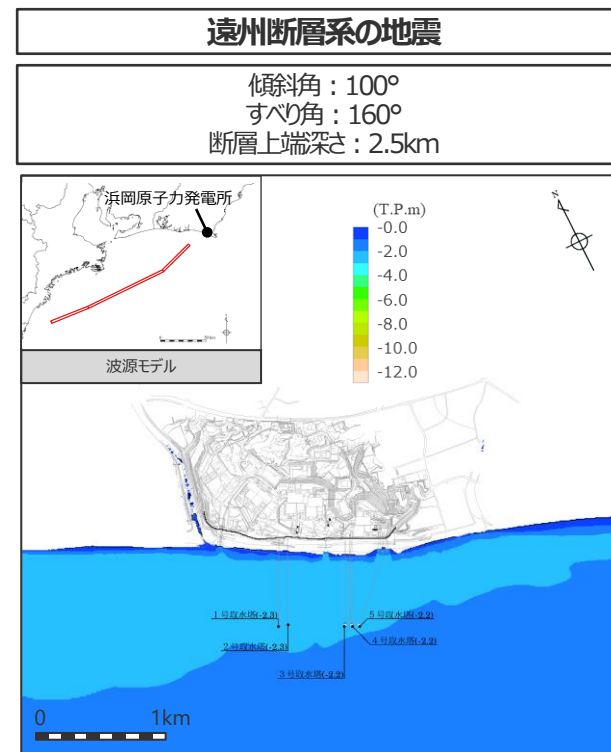 遠州断層系の地震
傾斜角：100°
すべり角：160°
断層上端深さ：2.5km
浜岡原子力発電所
波源モデル
N
(T.P.m)
-0.0
-2.0
-4.0
-6.0
-8.0
-10.0
-12.0
1号取水塔(-2.3)
5号取水塔(-2.2)
2号取水塔(-2.3)
4号取水塔(-2.2)
3号取水塔(-2.2)
0 1km